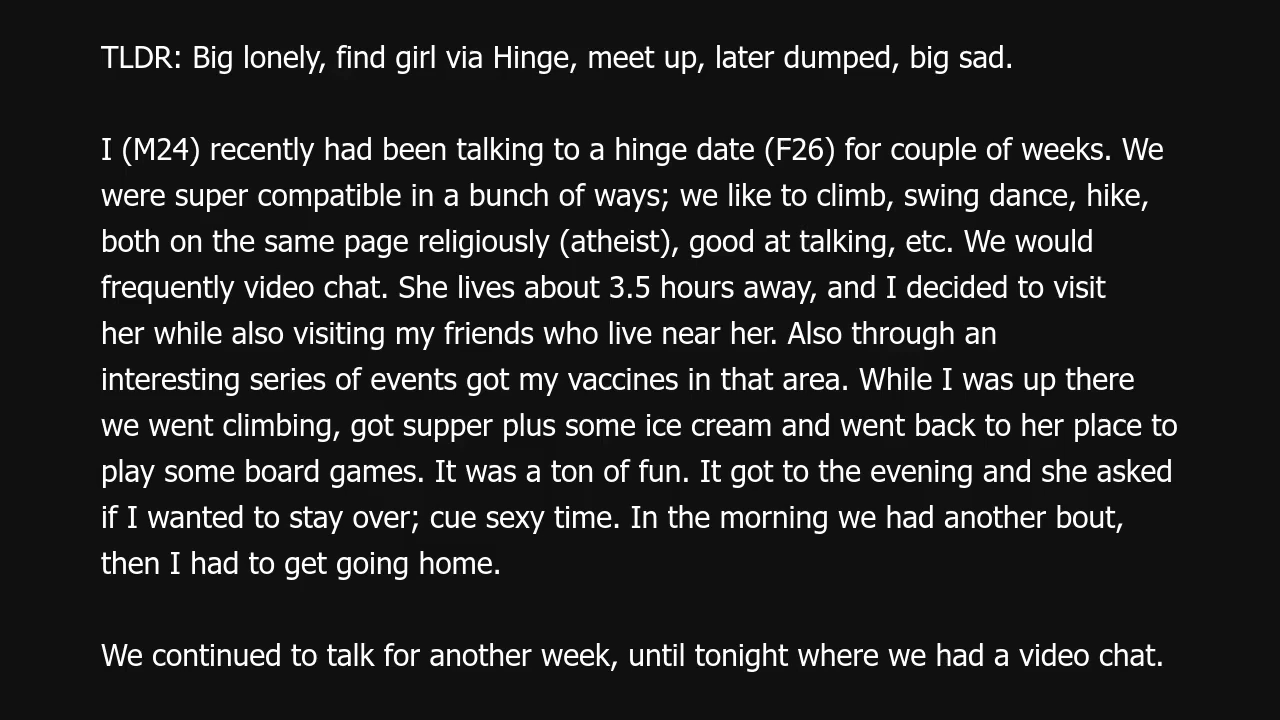 TLDR: Big lonely, find girl via Hinge, meet up, later dumped, big sad.
I (M24) recently had been talking to a hinge date (F26) for couple of weeks. We
were super compatible in a bunch of ways; we like to climb, swing dance, hike,
both on the same page religiously (atheist), good at talking, etc. We would
frequently video chat. She lives about 3.5 hours away, and I decided to visit
her while also visiting my friends who live near her. Also through an
interesting series of events got my vaccines in that area. While I was up there
we went climbing, got supper plus some ice cream and went back to her place to
play some board games. It was a ton of fun. It got to the evening and she asked
if I wanted to stay over; cue sexy time. In the morning we had another bout,
then I had to get going home.
We continued to talk for another week, until tonight where we had a video chat.